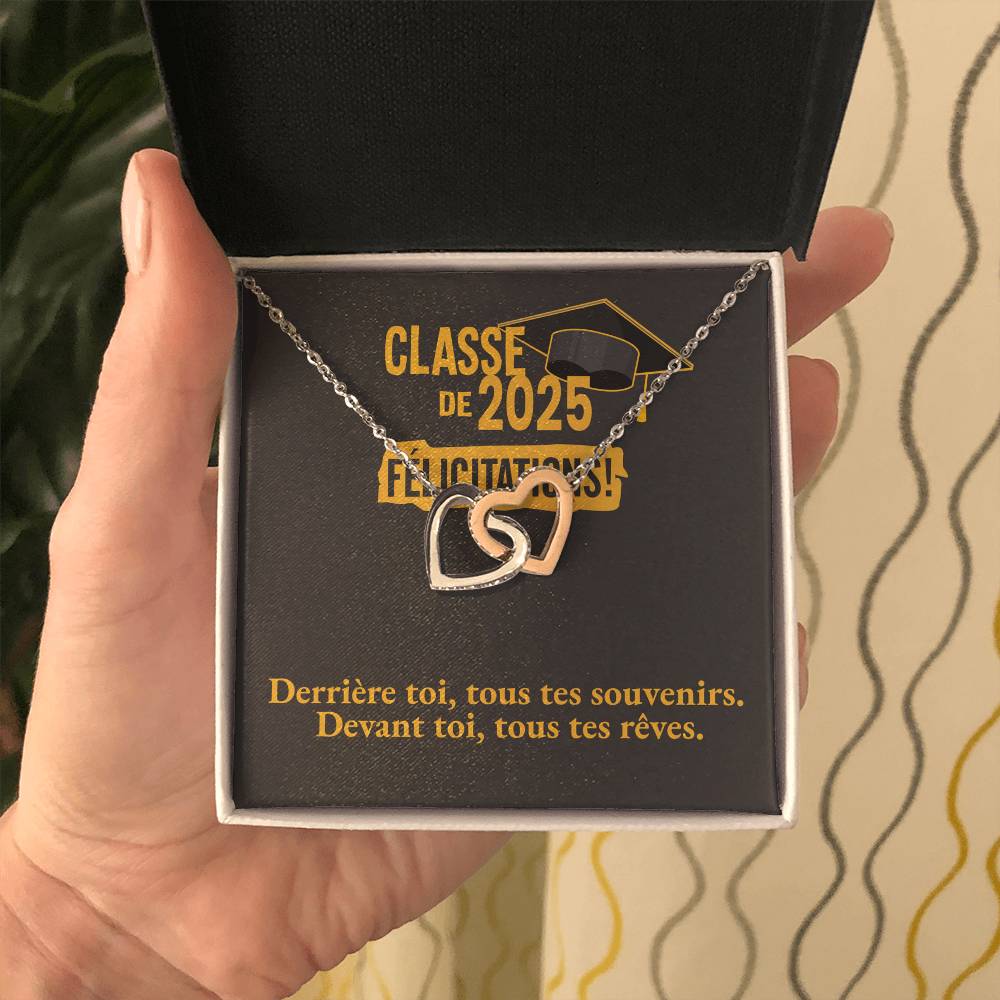 CLASSE
DE 2025
FÉLICITATIONS!
Derrière toi, tous tes souvenirs.
Devant toi, tous tes rêves.